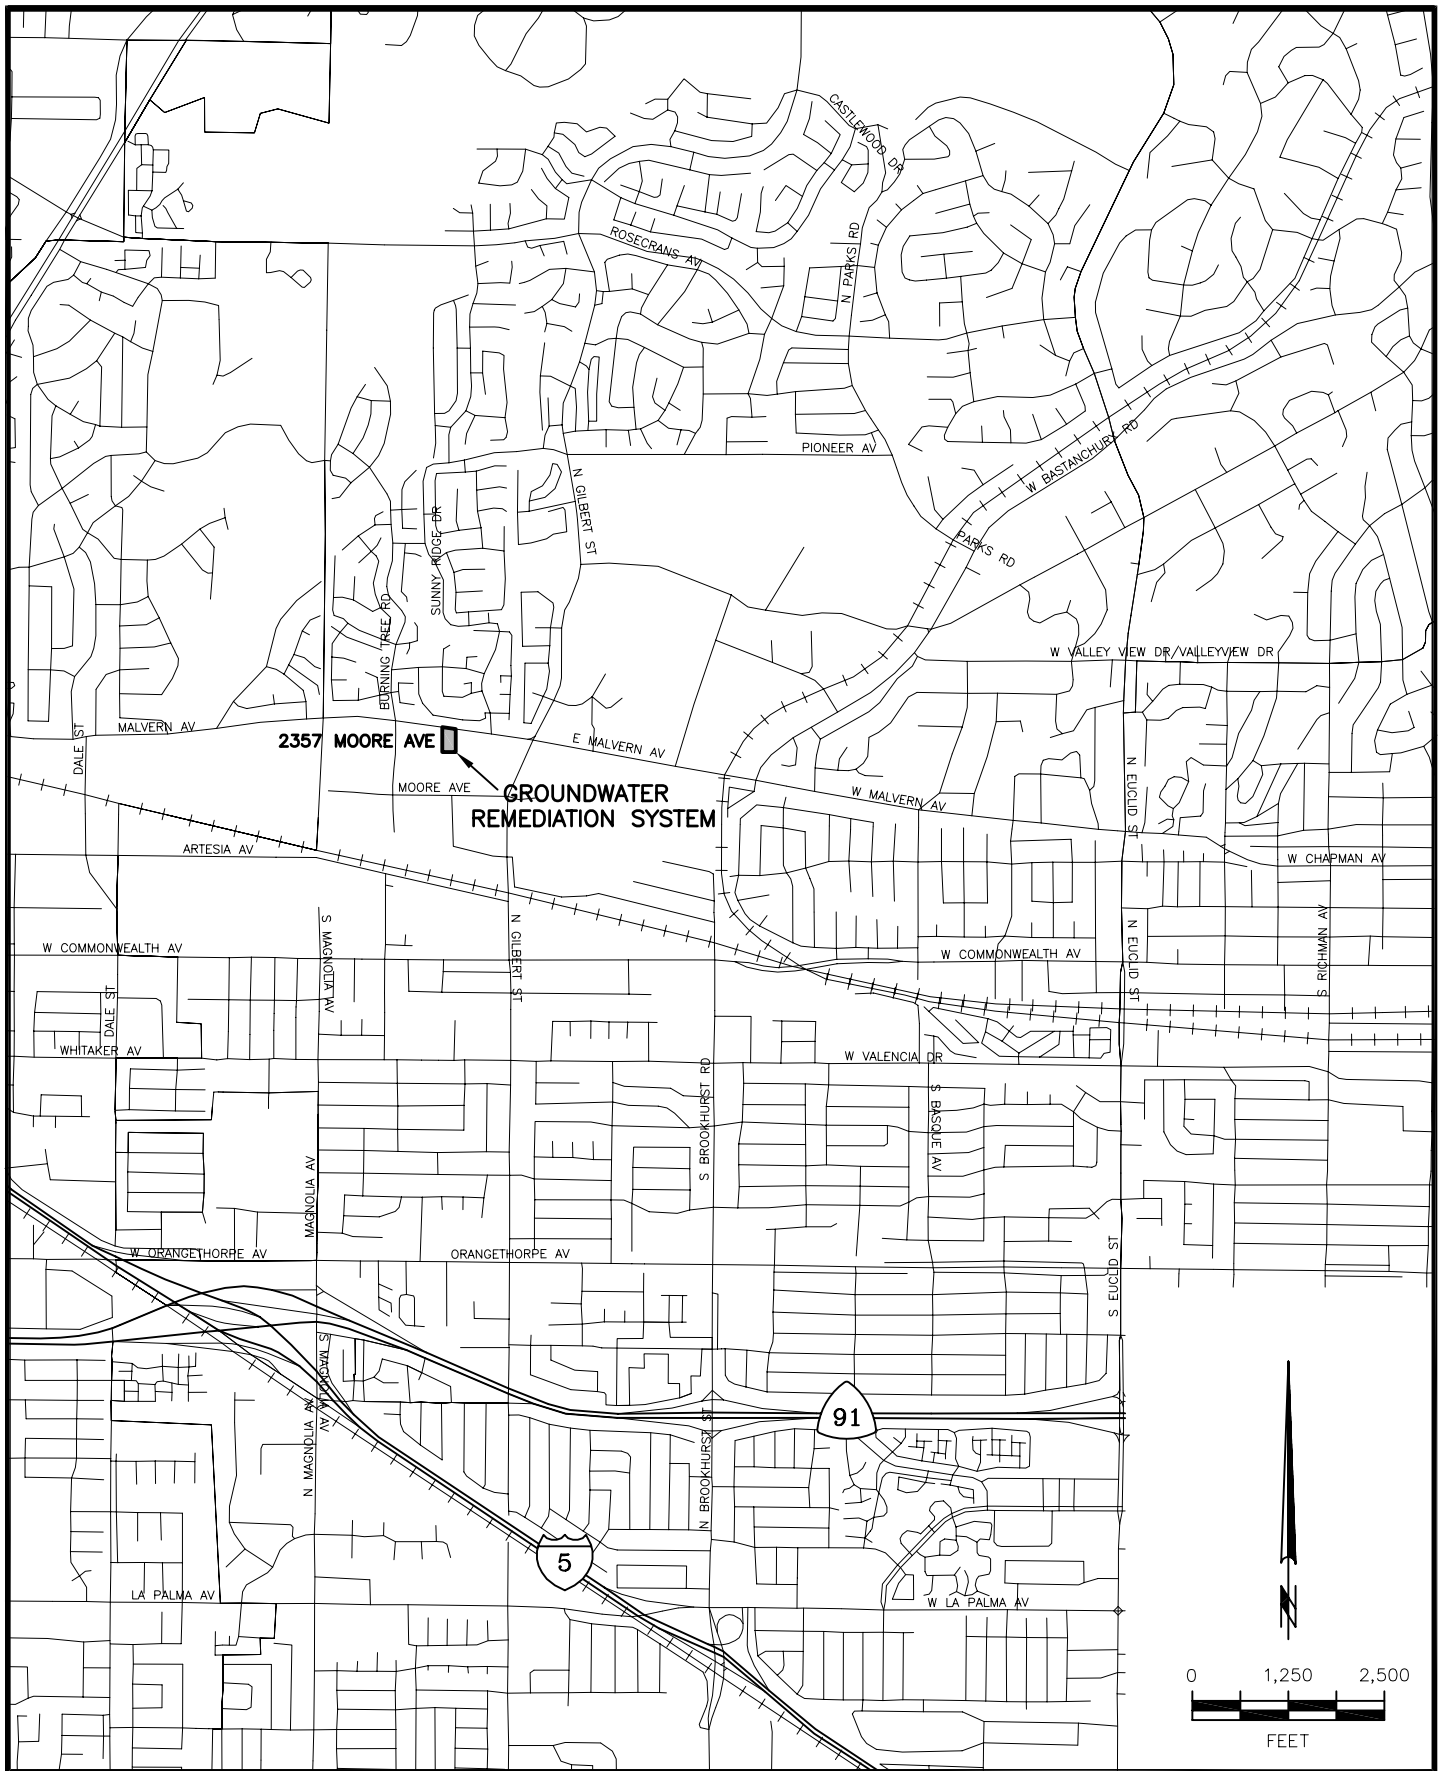 CASTLEWOOD DR
ROSECRANS AV
N PARKS RD
PIONEER AV
W BASTANCHURY RD
N GILBERT ST
SUNNY RIDGE DR
PARKS RD
BURNING TREE RD
W VALLEY VIEW DR/VALLEYVIEW DR
MALVERN AV
DALE ST
2357 MOORE AVE
E MALVERN AV
MOORE AVE
GROUNDWATER
REMEDIATION SYSTEM
W MALVERN AV
N EUCLID ST
ARTESIA AV
W CHAPMAN AV
W COMMONWEALTH AV
S MAGNOLIA AV
N GILBERT ST
W COMMONWEALTH AV
N EUCLID ST
S RICHMAN AV
DALE ST
WHITAKER AV
W VALENCIA DR
S BROOKHURST RD
S BASQUE AV
MAGNOLIA AV
W ORANGETHORPE AV
ORANGETHORPE AV
S EUCLID ST
S MAGNOLIA AV
N MAGNOLIA AV
91
N BROOKHURST ST
5
LA PALMA AV
W LA PALMA AV
N
0 1,250 2,500
FEET